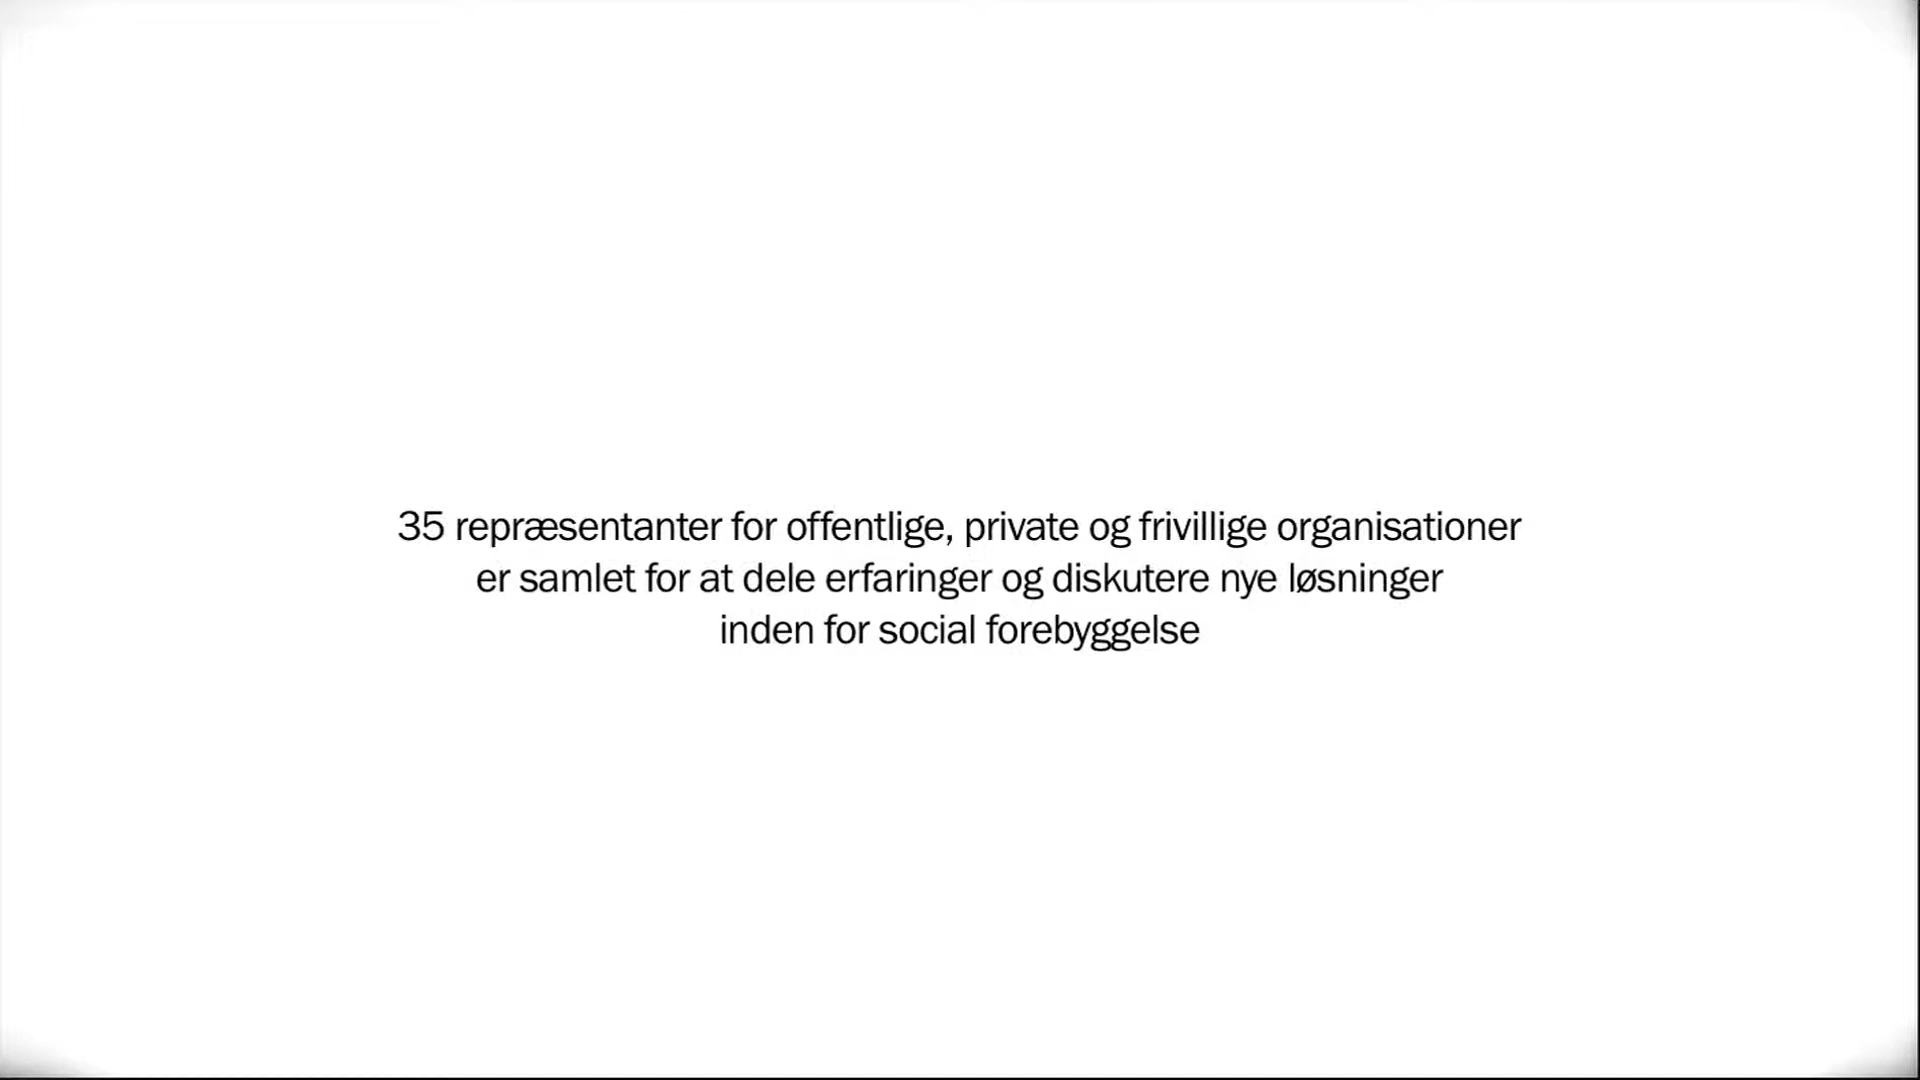 35 repræsentanter for offentlige, private og frivillige organisationer
er samlet for at dele erfaringer og diskutere nye løsninger
inden for social forebyggelse